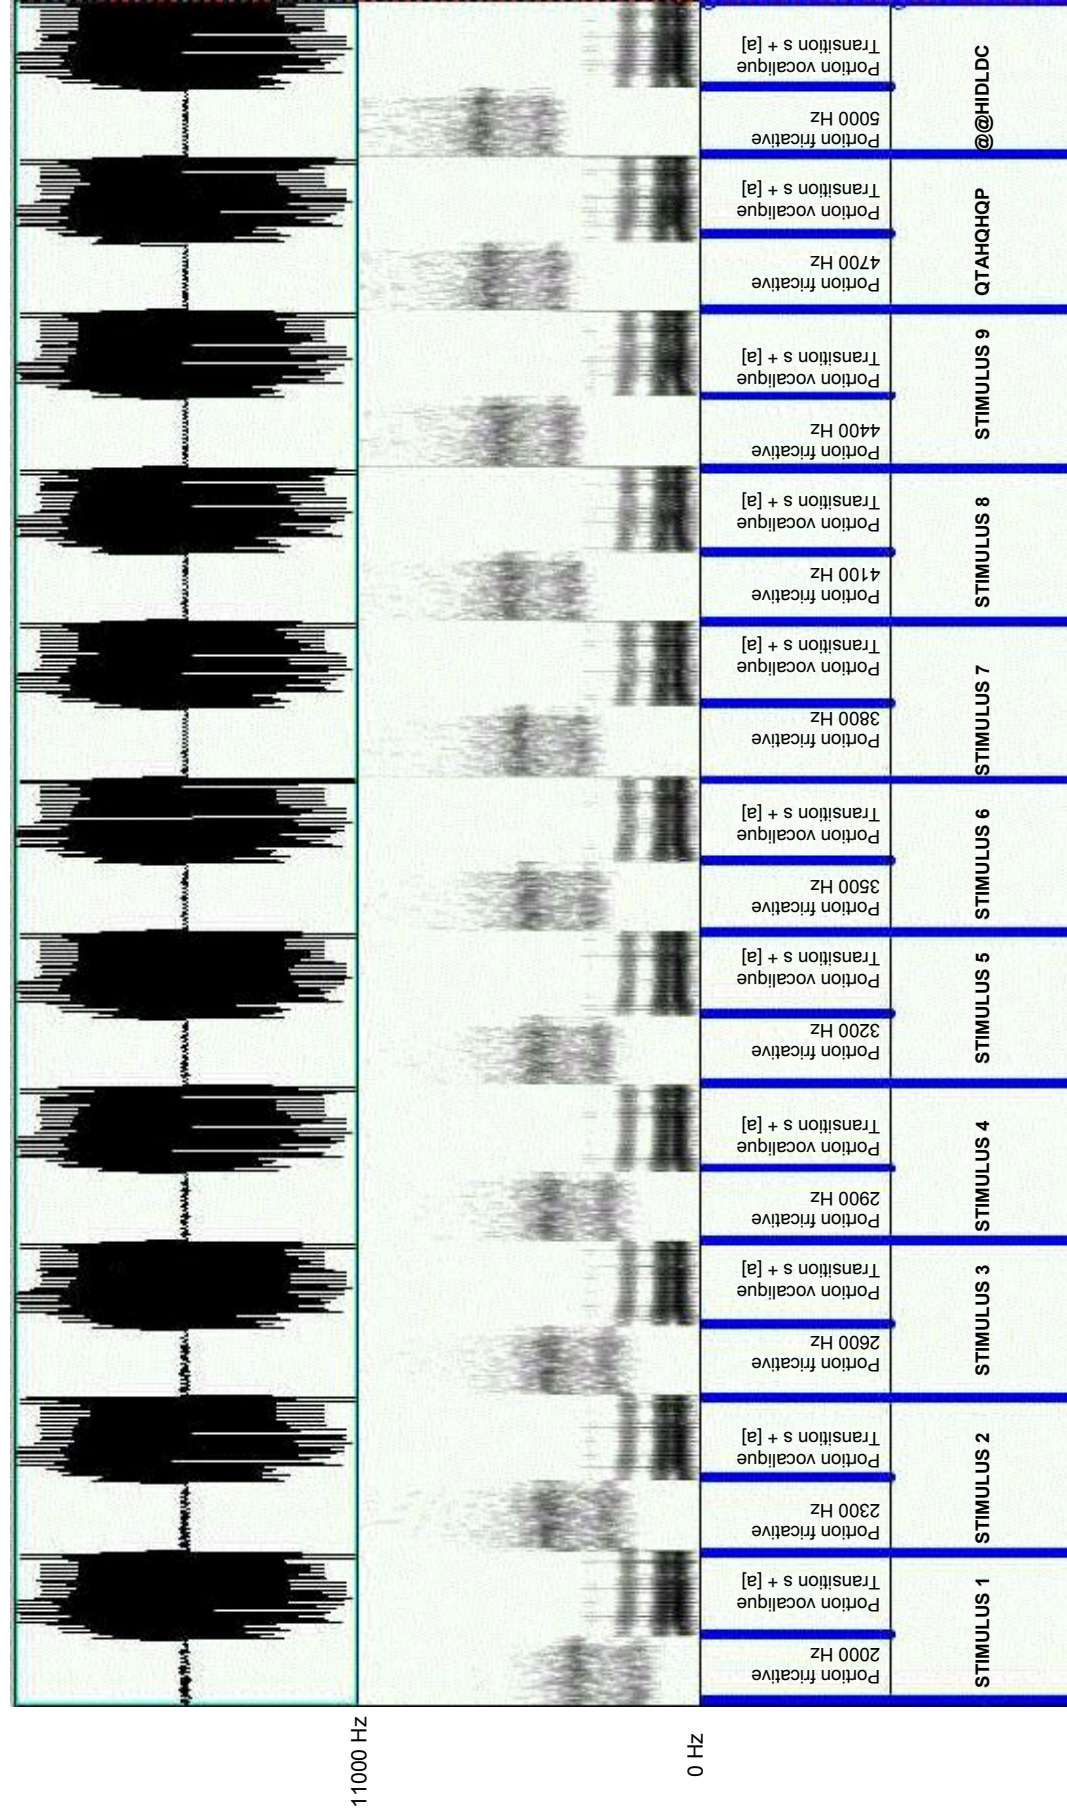 11000 Hz
0 Hz
Portion fricative
2000 Hz
Portion vocalique
Transition s + [a]
Portion fricative
2300 Hz
Portion vocalique
Transition s + [a]
Portion fricative
2600 Hz
Portion vocalique
Transition s + [a]
Portion fricative
2900 Hz
Portion vocalique
Transition s + [a]
Portion fricative
3200 Hz
Portion vocalique
Transition s + [a]
Portion fricative
3500 Hz
Portion vocalique
Transition s + [a]
Portion fricative
3800 Hz
Portion vocalique
Transition s + [a]
Portion fricative
4100 Hz
Portion vocalique
Transition s + [a]
Portion fricative
4400 Hz
Portion vocalique
Transition s + [a]
Portion fricative
4700 Hz
Portion vocalique
Transition s + [a]
Portion fricative
5000 Hz
Portion vocalique
Transition s + [a]
STIMULUS 1
STIMULUS 2
STIMULUS 3
STIMULUS 4
STIMULUS 5
STIMULUS 6
STIMULUS 7
STIMULUS 8
STIMULUS 9
QTAHQHQP
@@HIDLDC